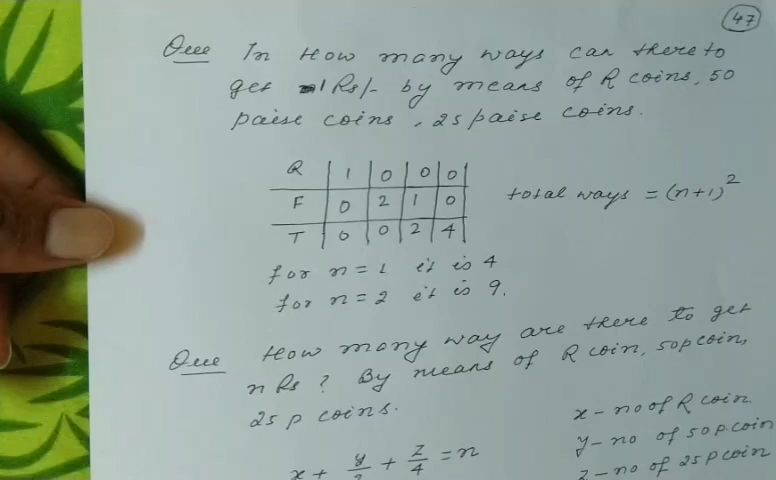 47
Que In How many ways can there to
get 1 Rs/- by means of R coins, 50
paise coins, 25 paise coins.
R | 1 | 0 | 0 | 0
F | 0 | 2 | 1 | 0
T | 0 | 0 | 2 | 4
total ways = (n+1)²
for n = 1 it is 4
for n = 2 it is 9.
Que How many way are there to get
n Rs ? By means of R coin, 50p coin,
25 p coins.
x - no of R coin
y - no of 50p.coin
z - no of 25p coin
x + y/2 + z/4 = n